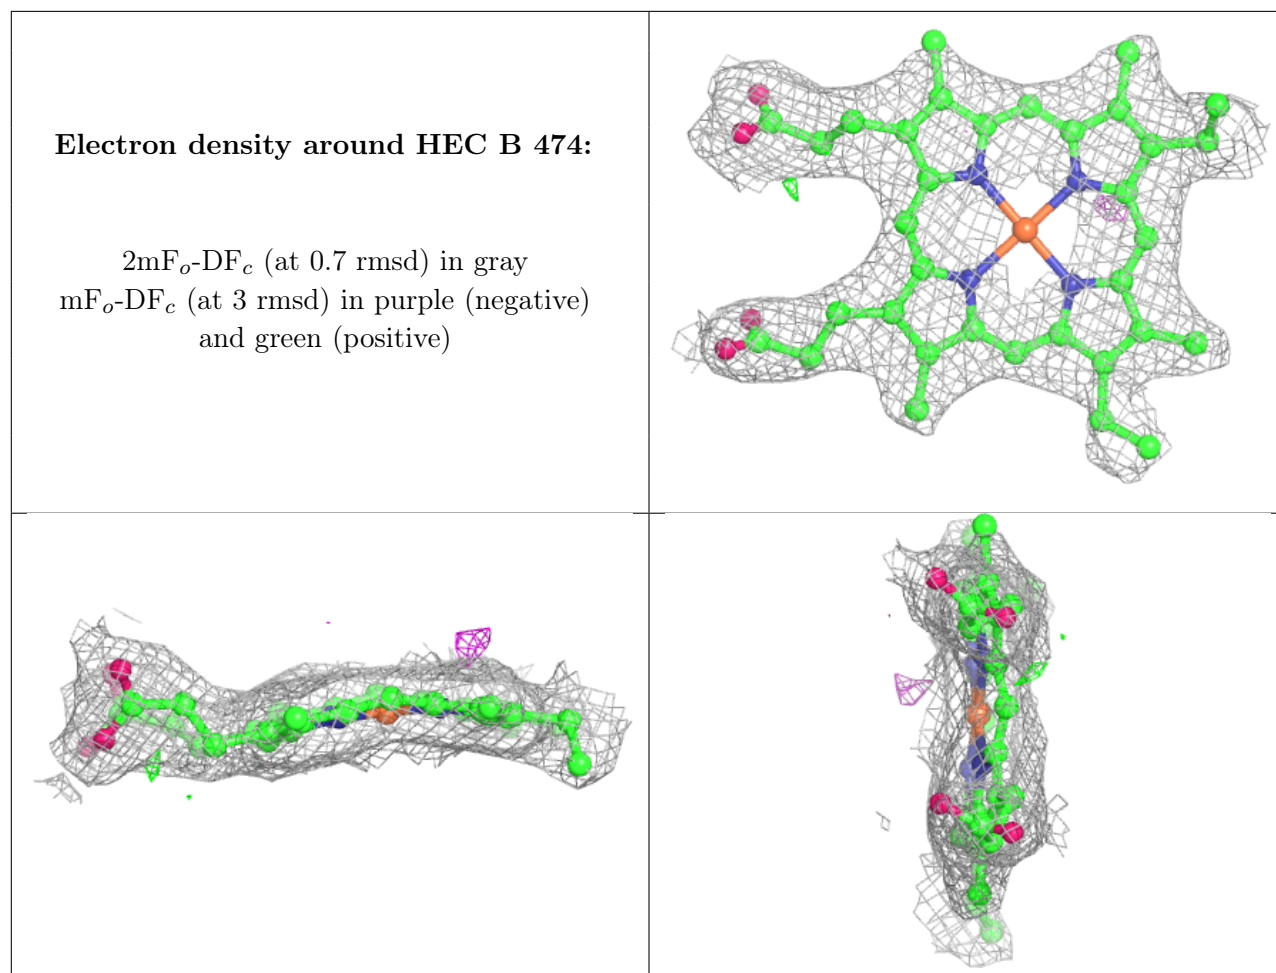 Electron density around HEC B 474:
2mFo-DFc (at 0.7 rmsd) in gray
mFo-DFc (at 3 rmsd) in purple (negative)
and green (positive)